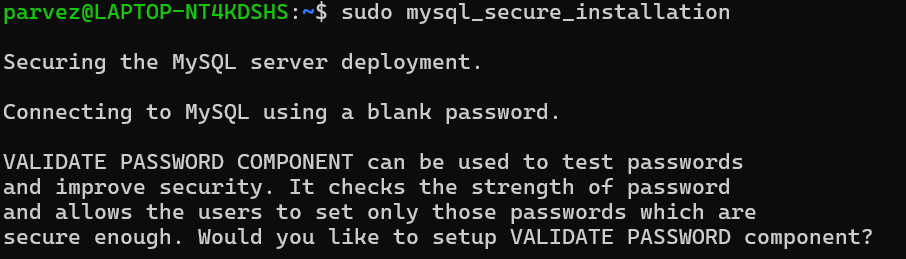 parvez@LAPTOP-NT4KDSHS:~$ sudo mysql_secure_installation
Securing the MySQL server deployment.
Connecting to MySQL using a blank password.
VALIDATE PASSWORD COMPONENT can be used to test passwords
and improve security. It checks the strength of password
and allows the users to set only those passwords which are
secure enough. Would you like to setup VALIDATE PASSWORD component?